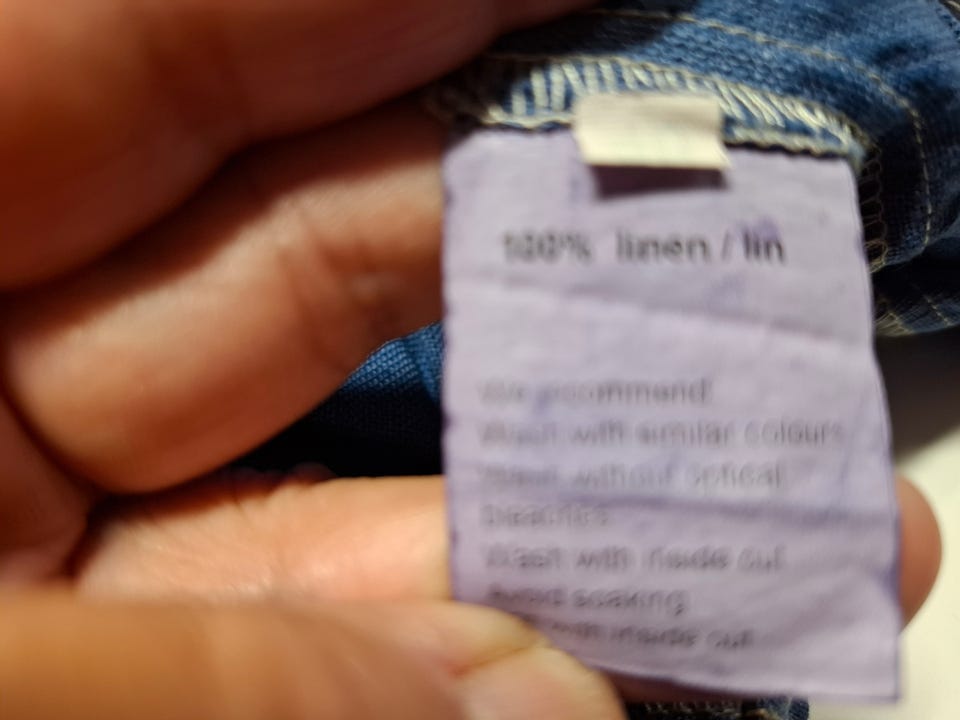 100% linen / lin
We recommend
Wash with similar colours
Wash without optical
bleaches
Wash with inside out
Avoid soaking
with inside out